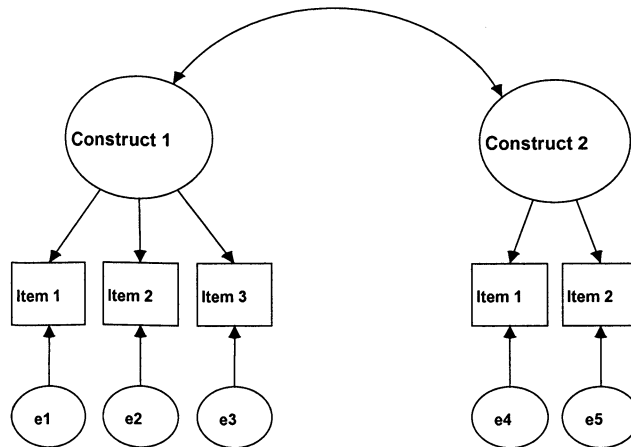 Construct 1
Construct 2
Item 1
Item 2
Item 3
Item 1
Item 2
e1
e2
e3
e4
e5